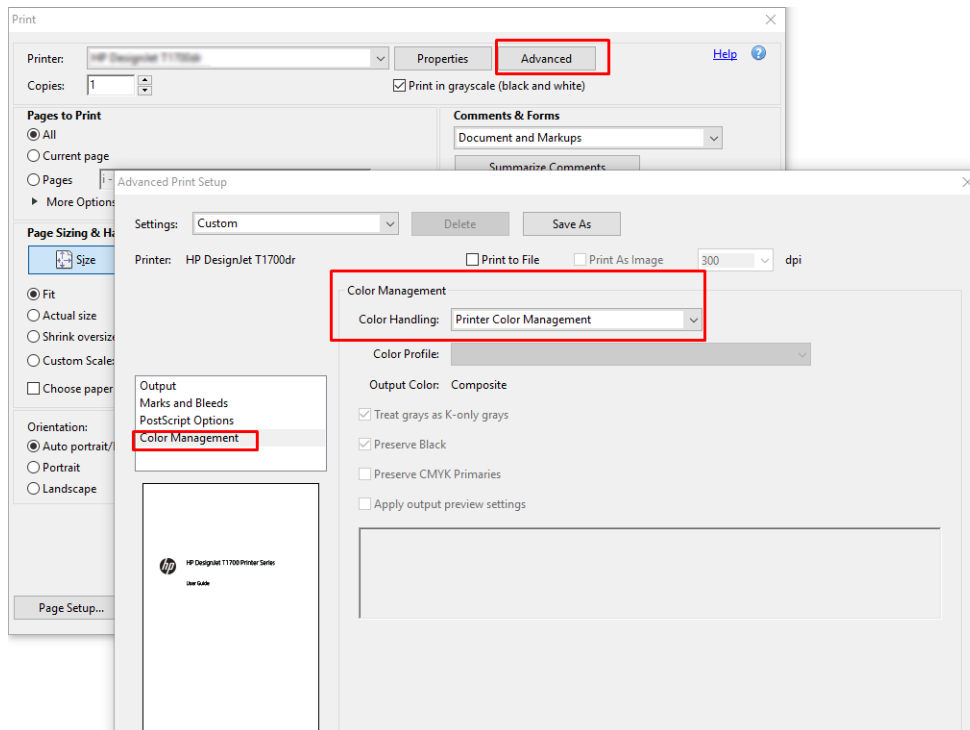 Print
Printer:
Properties
Advanced
Help
?
Copies:
1
Print in grayscale (black and white)
Pages to Print
All
Current page
Pages
i -
More Options
Comments & Forms
Document and Markups
Summarize Comments
Page Sizing & Ha
Size
Fit
Actual size
Shrink oversize
Custom Scale:
Choose paper
Orientation:
Auto portrait/l
Portrait
Landscape
Page Setup...
Advanced Print Setup
Settings:
Custom
Delete
Save As
Printer:
HP DesignJet T1700dr
Print to File
Print As Image
300
dpi
Color Management
Color Handling:
Printer Color Management
Color Profile:
Output Color:
Composite
Treat grays as K-only grays
Preserve Black
Preserve CMYK Primaries
Apply output preview settings
Output
Marks and Bleeds
PostScript Options
Color Management
hp
HP DesignJet T1700 Printer Series
User Guide